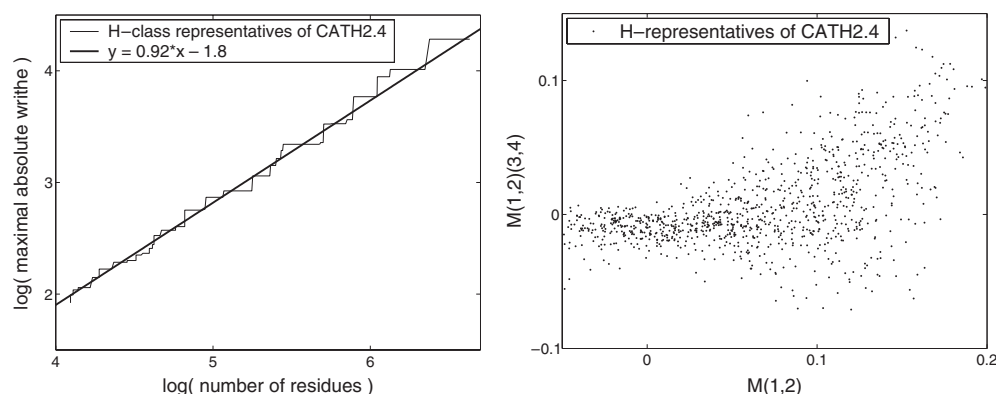 H-class representatives of CATH2.4
y = 0.92*x − 1.8
log( maximal absolute writhe )
4
3
2
4
5
6
log( number of residues )
H-representatives of CATH2.4
M(1,2)(3,4)
0.1
0
−0.1
0
0.1
0.2
M(1,2)